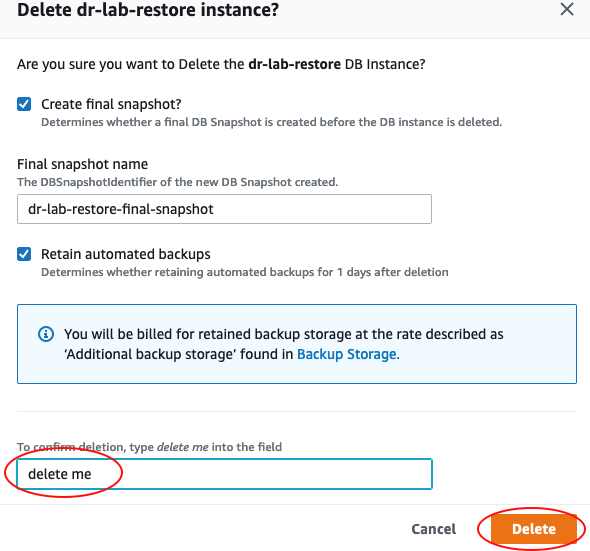 Delete dr-lab-restore instance?
Are you sure you want to Delete the dr-lab-restore DB Instance?
Create final snapshot?
Determines whether a final DB Snapshot is created before the DB instance is deleted.
Final snapshot name
The DBSnapshotIdentifier of the new DB Snapshot created.
dr-lab-restore-final-snapshot
Retain automated backups
Determines whether retaining automated backups for 1 days after deletion
You will be billed for retained backup storage at the rate described as
‘Additional backup storage’ found in Backup Storage.
To confirm deletion, type delete me into the field
delete me
Cancel Delete